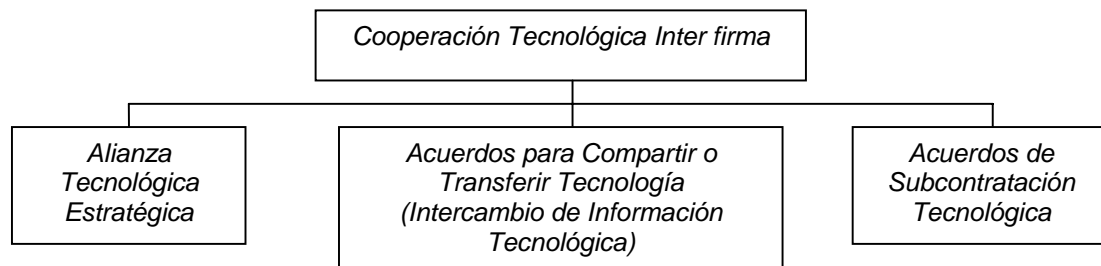 Cooperación Tecnológica Inter firma
Alianza
Tecnológica
Estratégica
Acuerdos para Compartir o
Transferir Tecnología
(Intercambio de Información
Tecnológica)
Acuerdos de
Subcontratación
Tecnológica